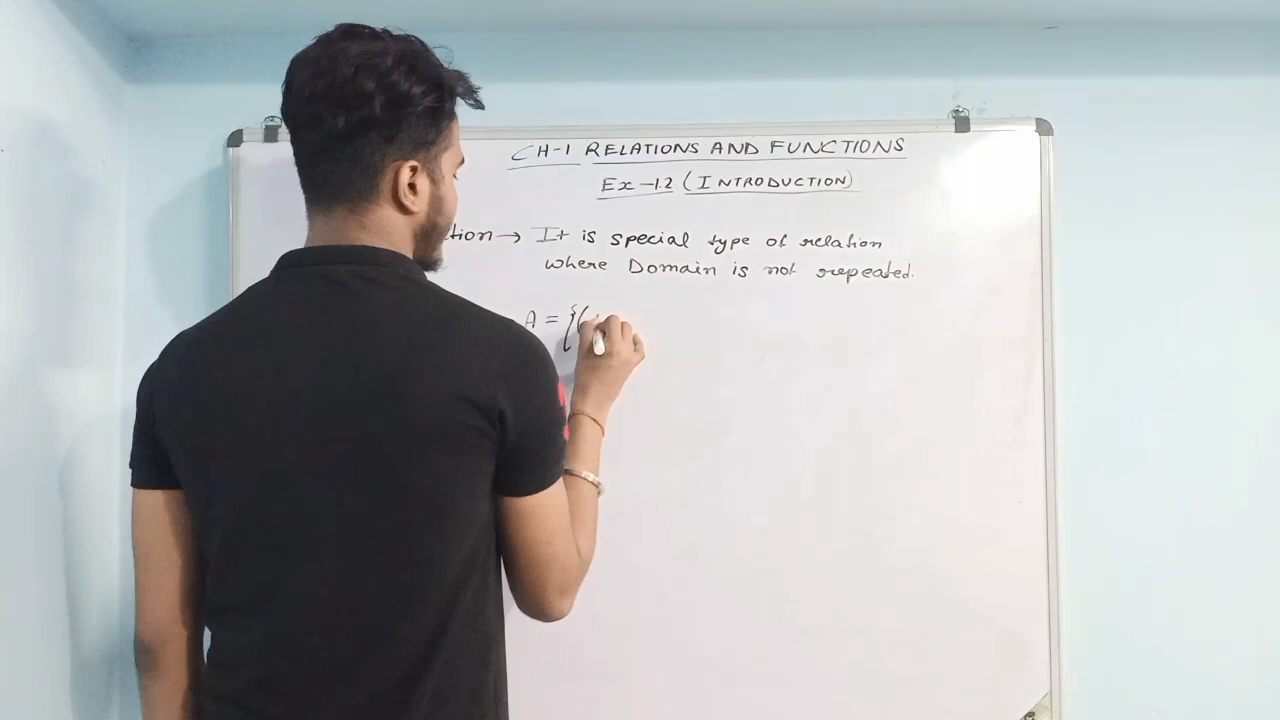 CH-1 RELATIONS AND FUNCTIONS
Ex-1.2 (INTRODUCTION)
tion → It is special type of relation
where Domain is not repeated.
A = {(